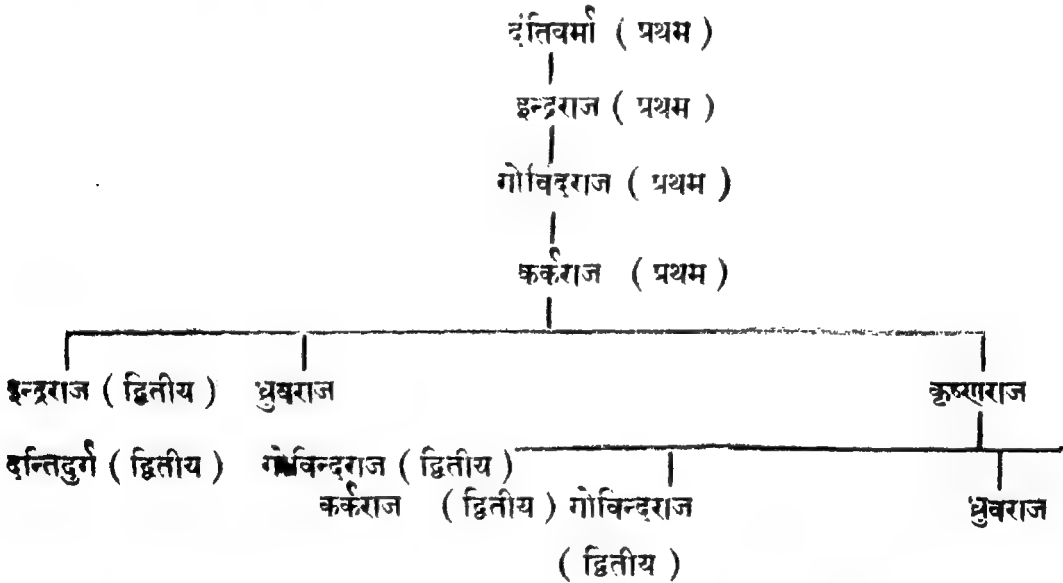 दंतिवर्मा ( प्रथम )
इन्द्रराज ( प्रथम )
गोविंदराज ( प्रथम )
कर्कराज ( प्रथम )
इन्द्रराज ( द्वितीय ) ध्रुवराज कृष्णराज
दन्तिदुर्ग ( द्वितीय ) गोविन्दराज ( द्वितीय )
कर्कराज ( द्वितीय ) गोविन्दराज ध्रुवराज
( द्वितीय )